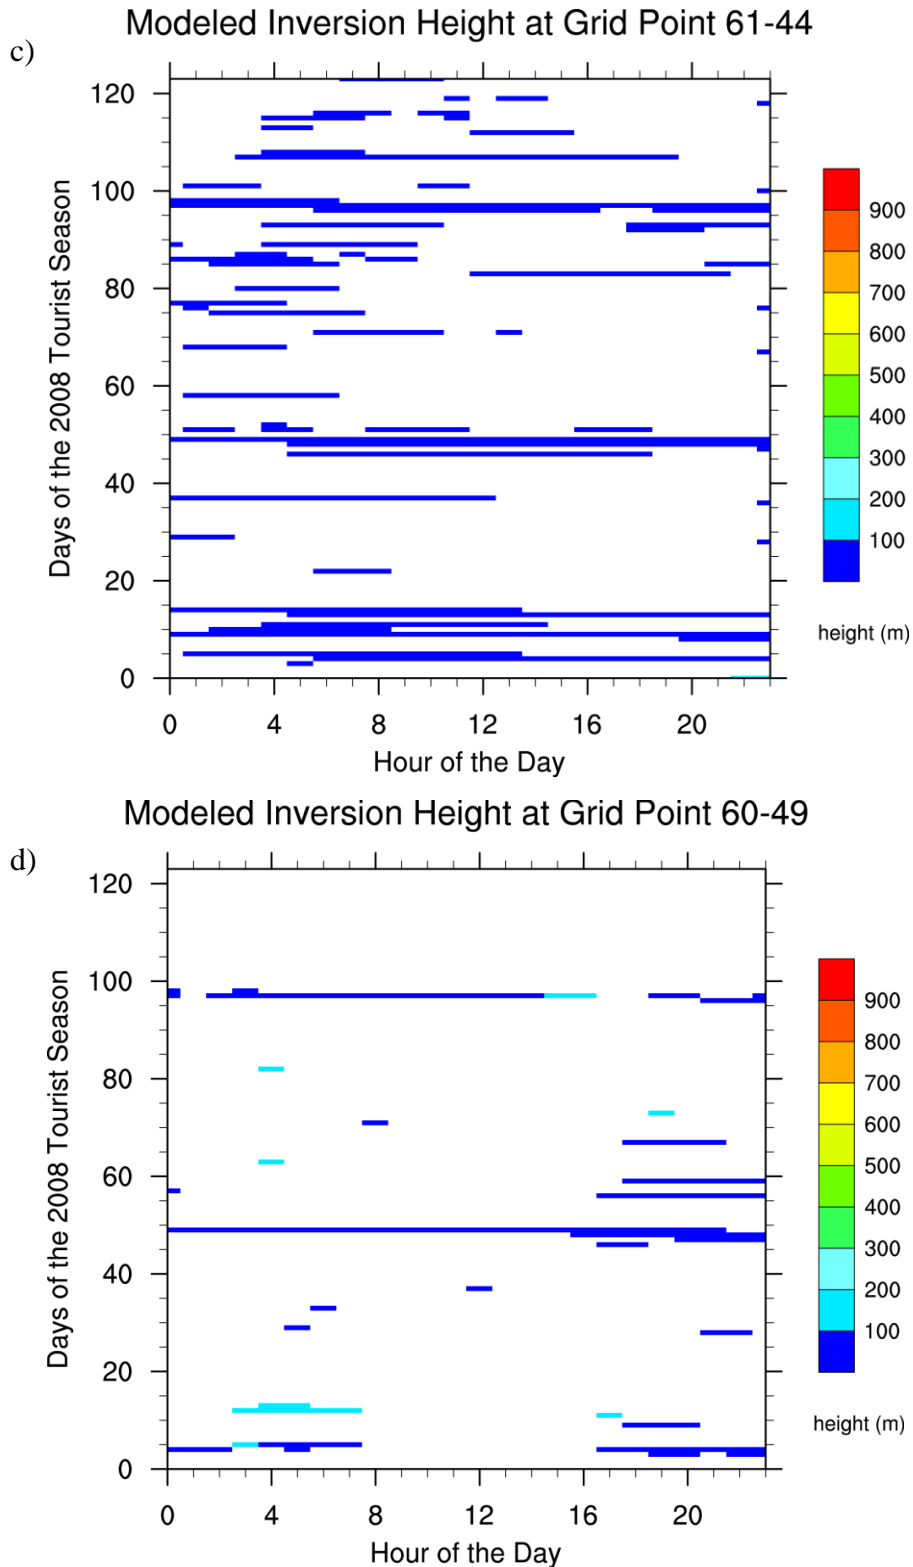 Modeled Inversion Height at Grid Point 61-44
c)
120
100
80
60
40
20
0
Days of the 2008 Tourist Season
0 4 8 12 16 20
Hour of the Day
900
800
700
600
500
400
300
200
100
height (m)
Modeled Inversion Height at Grid Point 60-49
d)
120
100
80
60
40
20
0
Days of the 2008 Tourist Season
0 4 8 12 16 20
Hour of the Day
900
800
700
600
500
400
300
200
100
height (m)